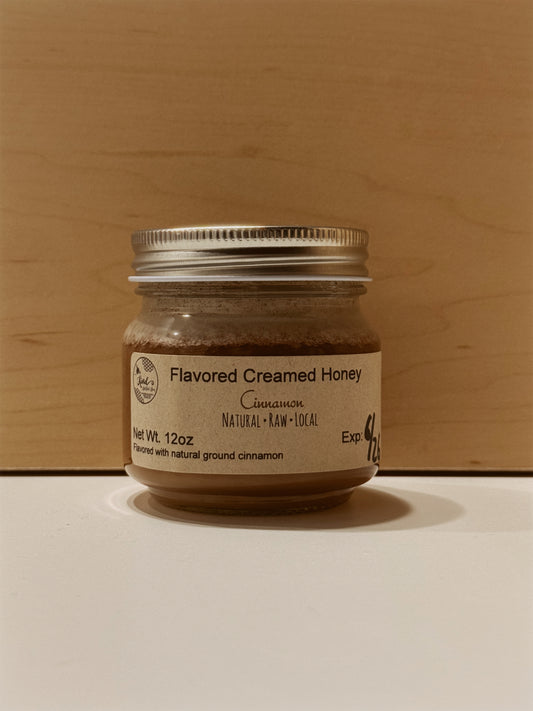 Flavored Creamed Honey
Cinnamon
NATURAL • RAW • LOCAL
Net Wt. 12oz
Exp:
Flavored with natural ground cinnamon